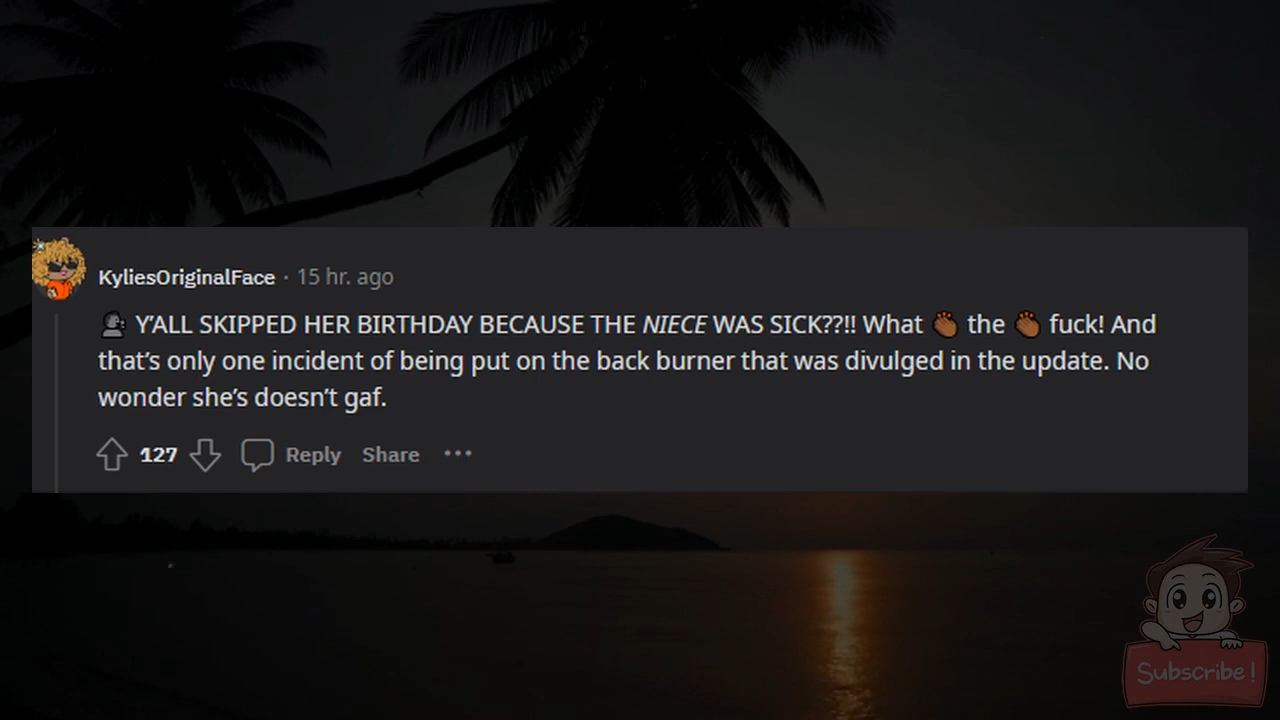 KyliesOriginalFace · 15 hr. ago
🗣 Y’ALL SKIPPED HER BIRTHDAY BECAUSE THE NIECE WAS SICK??!! What 👏🏾 the 👏🏾 fuck! And
that’s only one incident of being put on the back burner that was divulged in the update. No
wonder she’s doesn’t gaf.
127 Reply Share •••
Subscribe!